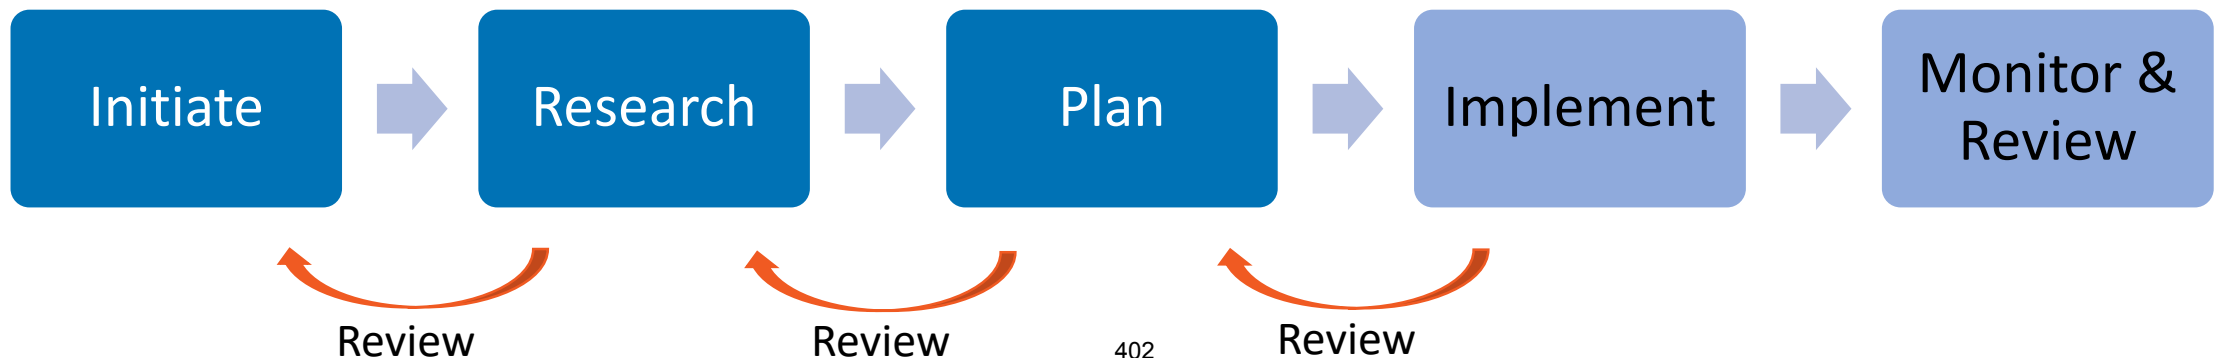 Initiate
Research
Plan
Implement
Monitor &
Review
Review
Review
402
Review